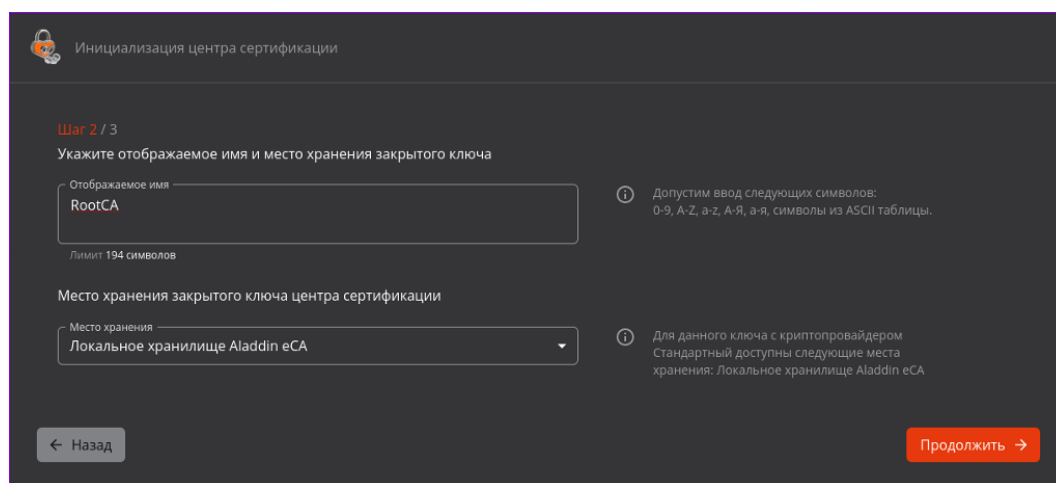 Инициализация центра сертификации
Шаг 2 / 3
Укажите отображаемое имя и место хранения закрытого ключа
Отображаемое имя
RootCA
Допустим ввод следующих символов:
0-9, A-Z, a-z, А-Я, а-я, символы из ASCII таблицы.
Лимит 194 символов
Место хранения закрытого ключа центра сертификации
Место хранения
Локальное хранилище Aladdin eCA
Для данного ключа с криптопровайдером
Стандартный доступны следующие места
хранения: Локальное хранилище Aladdin eCA
Назад
Продолжить